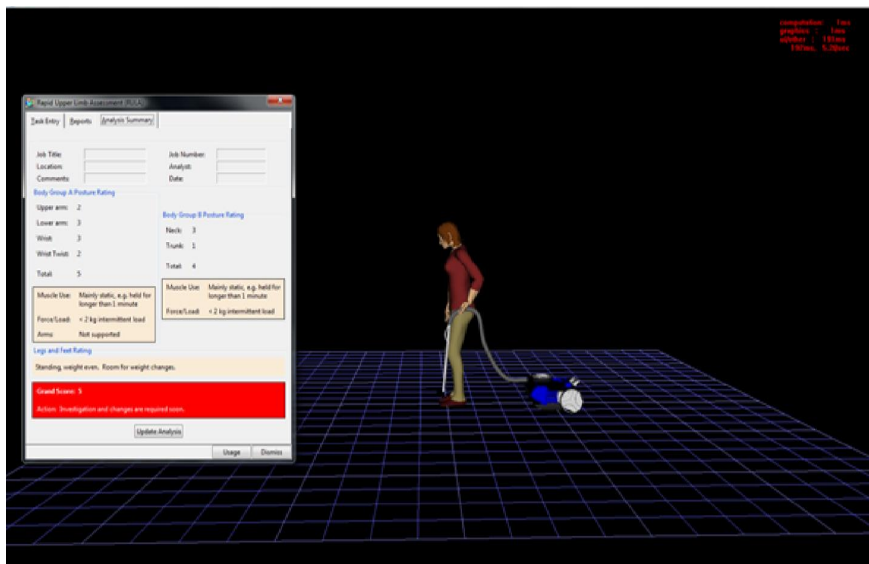 computation: 1ms
graphics : 1ms
Rapid Upper Limb Assessment (RULA)
Task Entry Reports Analysis Summary
Job Title: Job Number:
Location: Analyst:
Comments: Date:
Body Group A Posture Rating
Upper arm: 2
Lower arm: 3
Wrist: 3
Wrist Twist: 2
Total: 5
Muscle Use: Mainly static, e.g. held for
longer than 1 minute
Force/Load: < 2 kg intermittent load
Arms: Not supported
Body Group B Posture Rating
Neck: 3
Trunk: 1
Total: 4
Muscle Use: Mainly static, e.g. held for
longer than 1 minute
Force/Load: < 2 kg intermittent load
Legs and Feet Rating
Standing, weight even. Room for weight changes.
Grand Score: 5
Action: Investigation and changes are required soon.
Update Analysis
Usage Dismiss